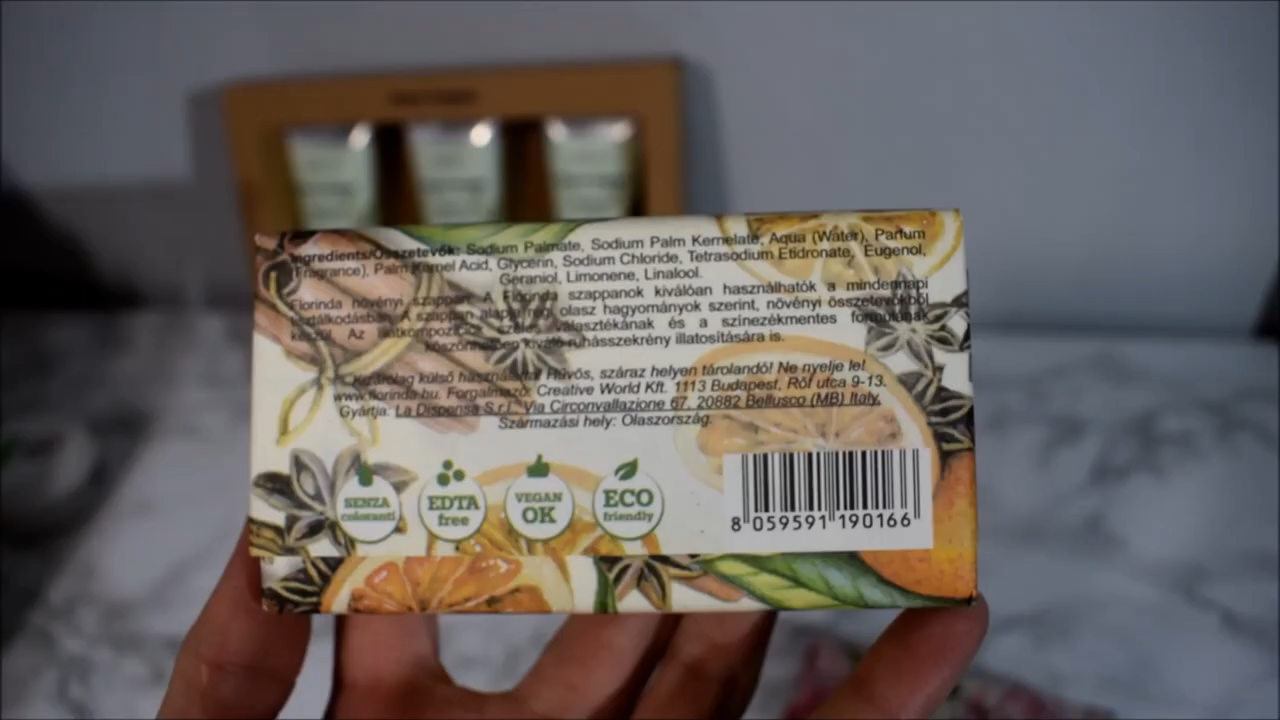 Ingredients/Összetevők: Sodium Palmate, Sodium Palm Kernelate, Aqua (Water), Parfum
(Fragrance), Palm Kernel Acid, Glycerin, Sodium Chloride, Tetrasodium Etidronate, Eugenol,
Geraniol, Limonene, Linalool.
Florinda növényi szappan: A Florinda szappanok kiválóan használhatók a mindennapi
A szappan olasz hagyományok szerint, növényi összetevőkből
Az választékának és a színezékmentes formulának
köszönhetően kiváló ruhásszekrény illatosítására is.
Kizárólag külső használatra! Hűvös, száraz helyen tárolandó! Ne nyelje le!
www.florinda.hu. Forgalmazó: Creative World Kft. 1113 Budapest, Rőf utca 9-13.
Gyártja: La Dispensa S.r.l. Via Circonvallazione 67, 20882 Bellusco (MB) Italy.
Származási hely: Olaszország.
SENZA
coloranti
EDTA
free
VEGAN
OK
ECO
friendly
8 059591 190166